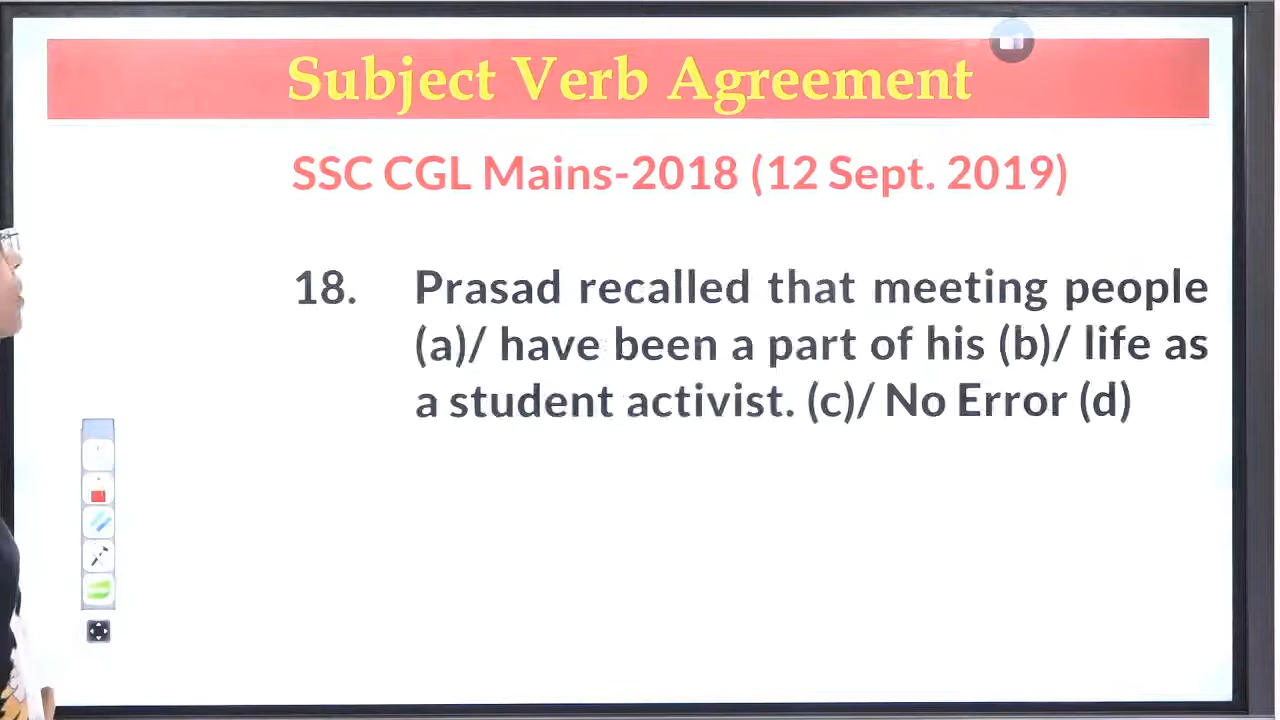 Subject Verb Agreement
SSC CGL Mains-2018 (12 Sept. 2019)
18. Prasad recalled that meeting people
(a)/ have been a part of his (b)/ life as
a student activist. (c)/ No Error (d)